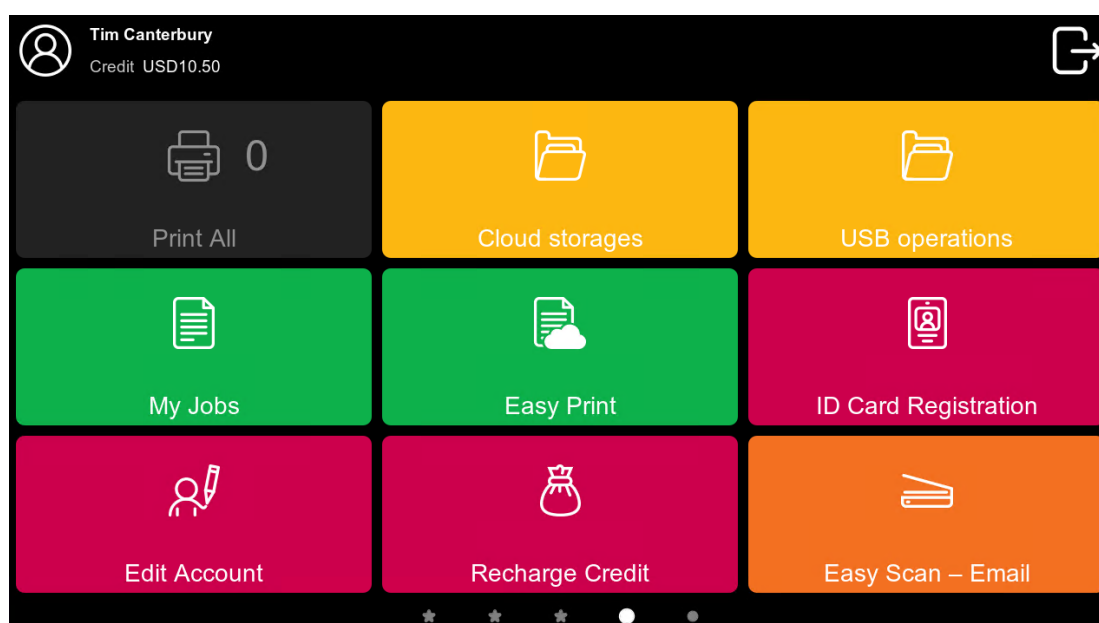 Tim Canterbury
Credit USD10.50
0
Print All
Cloud storages
USB operations
My Jobs
Easy Print
ID Card Registration
Edit Account
Recharge Credit
Easy Scan – Email